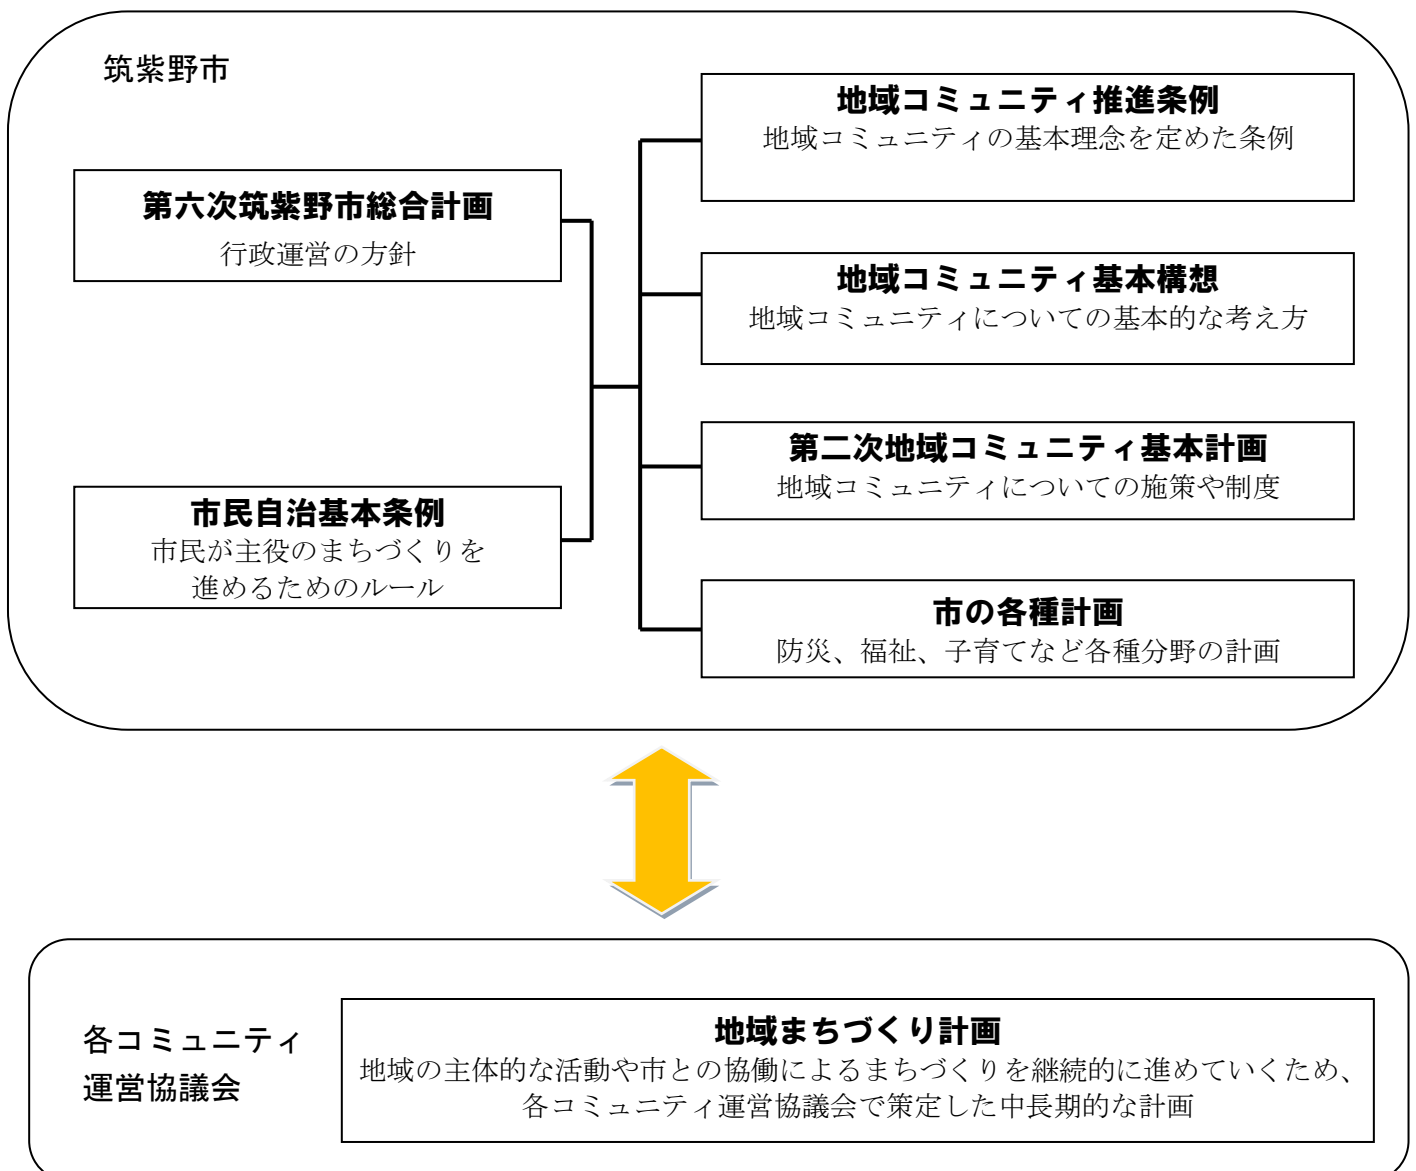 筑紫野市
第六次筑紫野市総合計画
行政運営の方針
市民自治基本条例
市民が主役のまちづくりを
進めるためのルール
地域コミュニティ推進条例
地域コミュニティの基本理念を定めた条例
地域コミュニティ基本構想
地域コミュニティについての基本的な考え方
第二次地域コミュニティ基本計画
地域コミュニティについての施策や制度
市の各種計画
防災、福祉、子育てなど各種分野の計画
各コミュニティ
運営協議会
地域まちづくり計画
地域の主体的な活動や市との協働によるまちづくりを継続的に進めていくため、
各コミュニティ運営協議会で策定した中長期的な計画